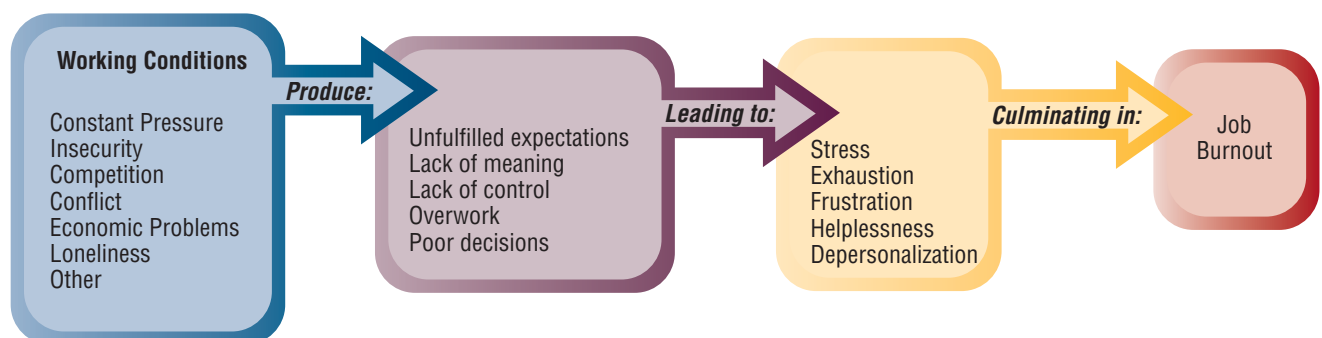 Working Conditions
Constant Pressure
Insecurity
Competition
Conflict
Economic Problems
Loneliness
Other
Produce:
Unfulfilled expectations
Lack of meaning
Lack of control
Overwork
Poor decisions
Leading to:
Stress
Exhaustion
Frustration
Helplessness
Depersonalization
Culminating in:
Job
Burnout